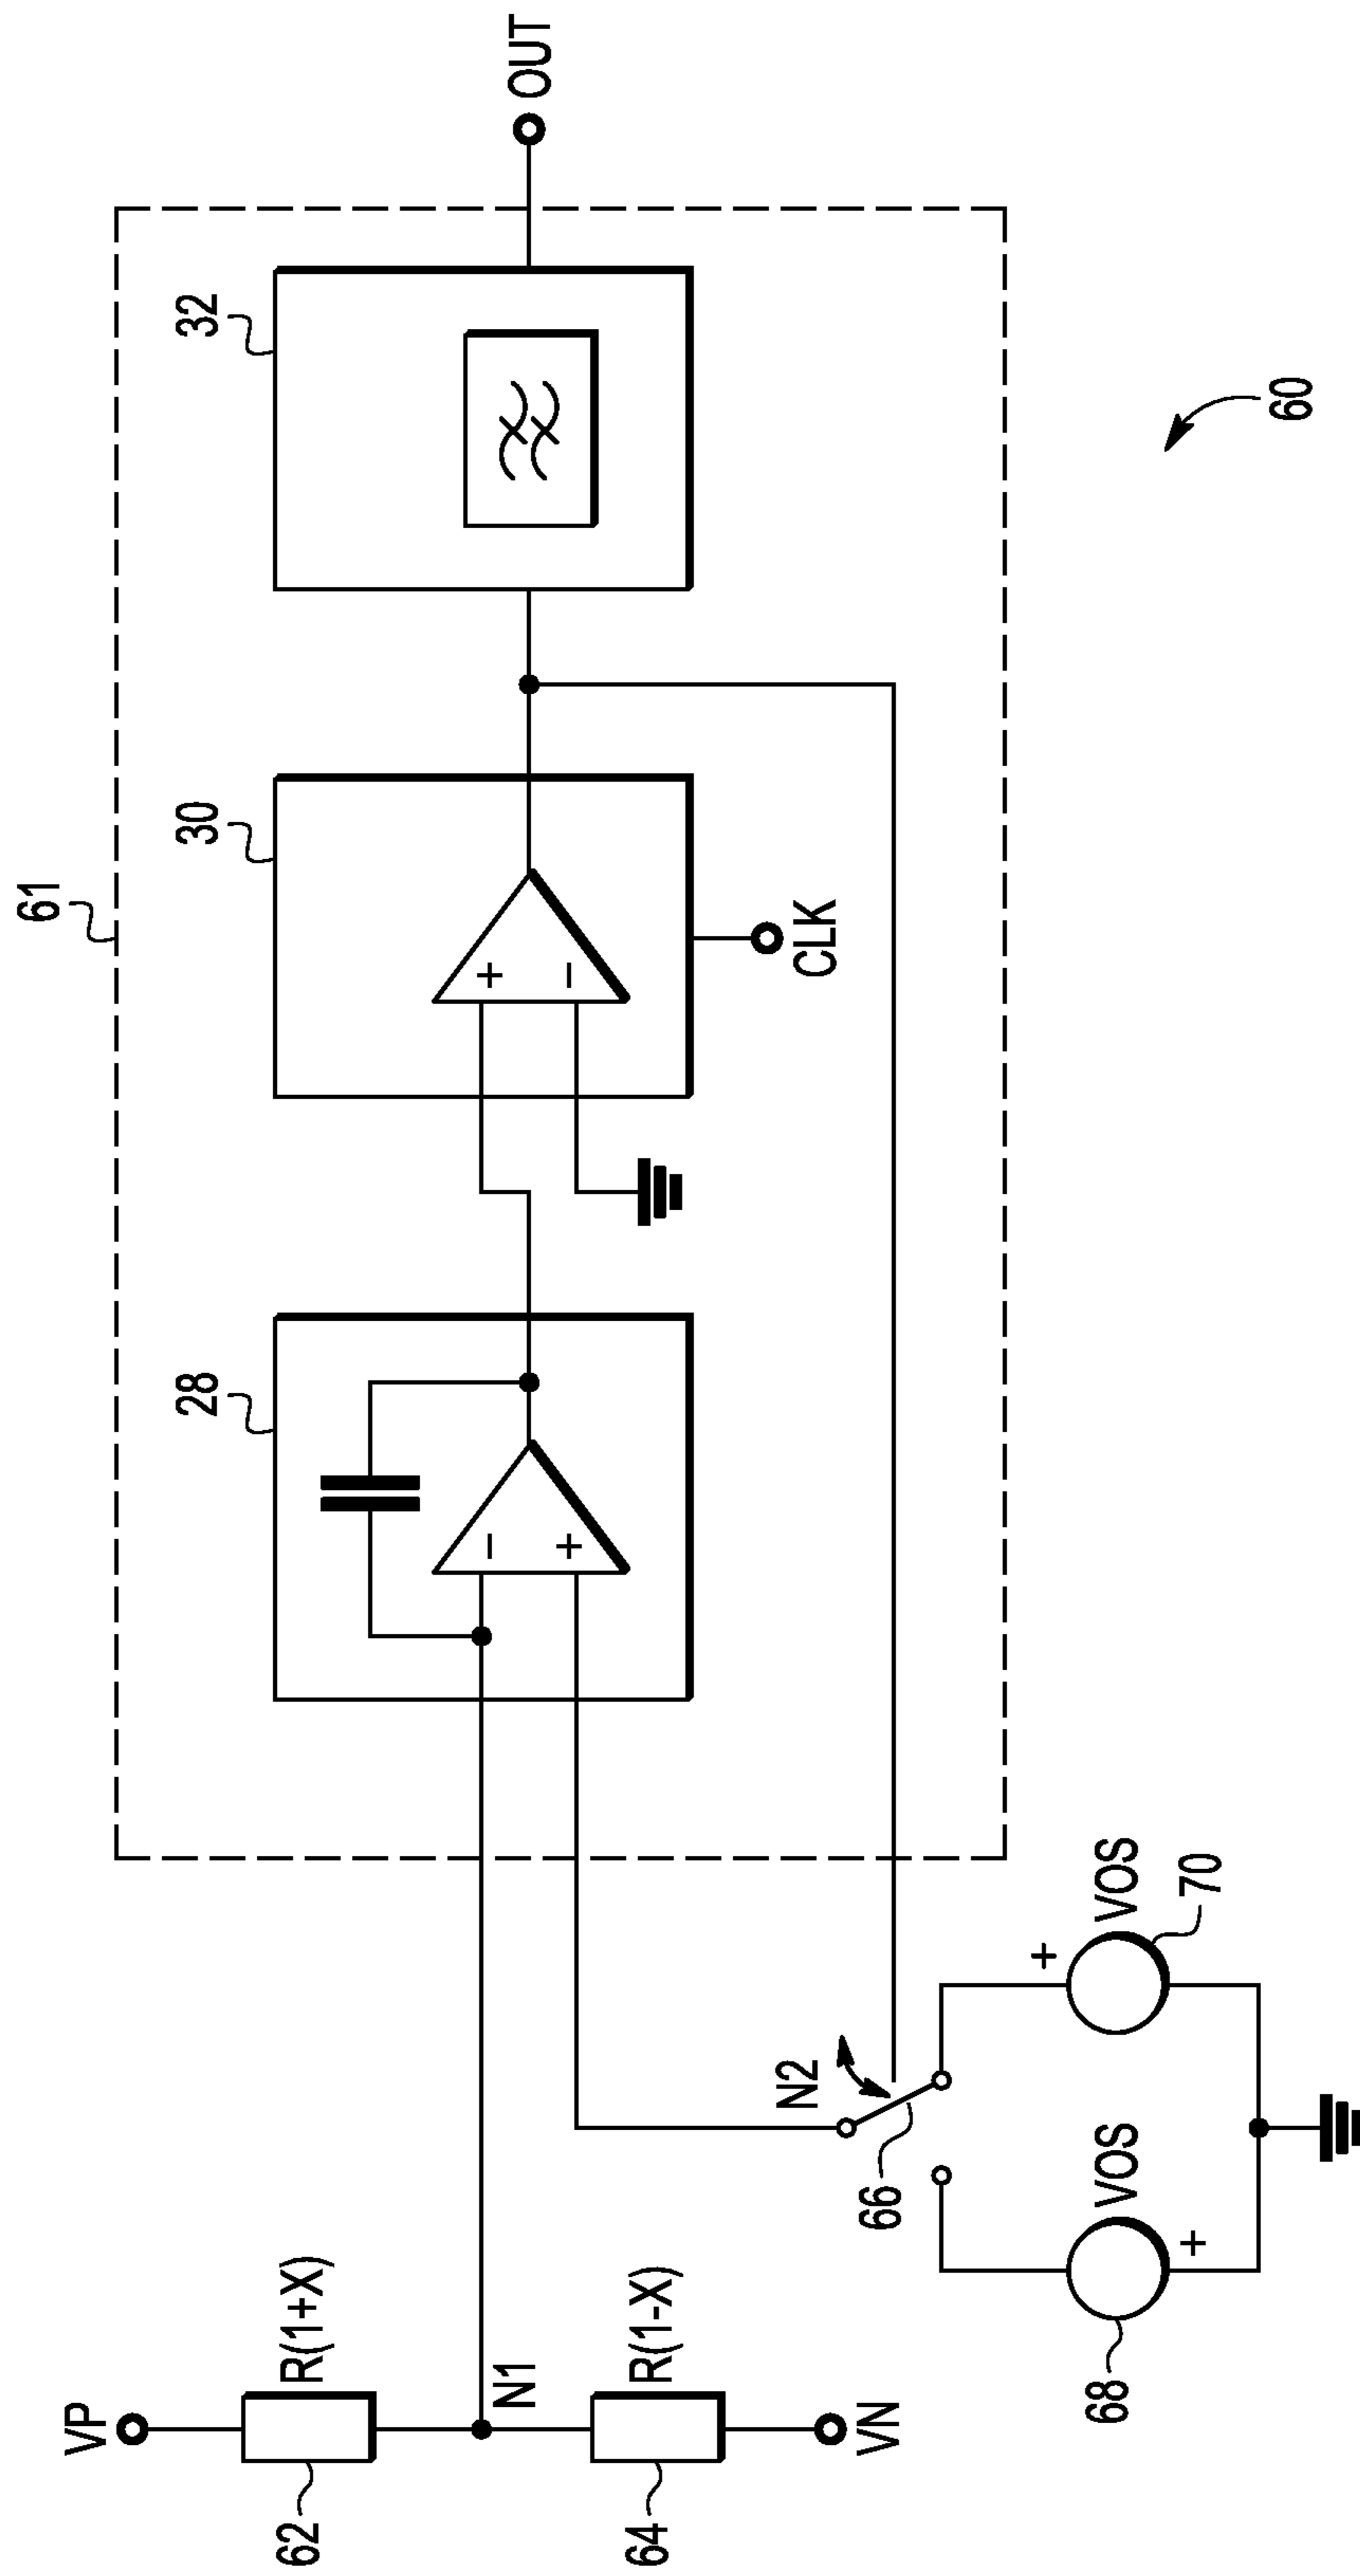 61
28
30
32
OUT
CLK
VP
R(1+X)
62
N1
R(1-X)
64
VN
N2
66
68
VOS
+
VOS
+
70
-
+
+
-
60